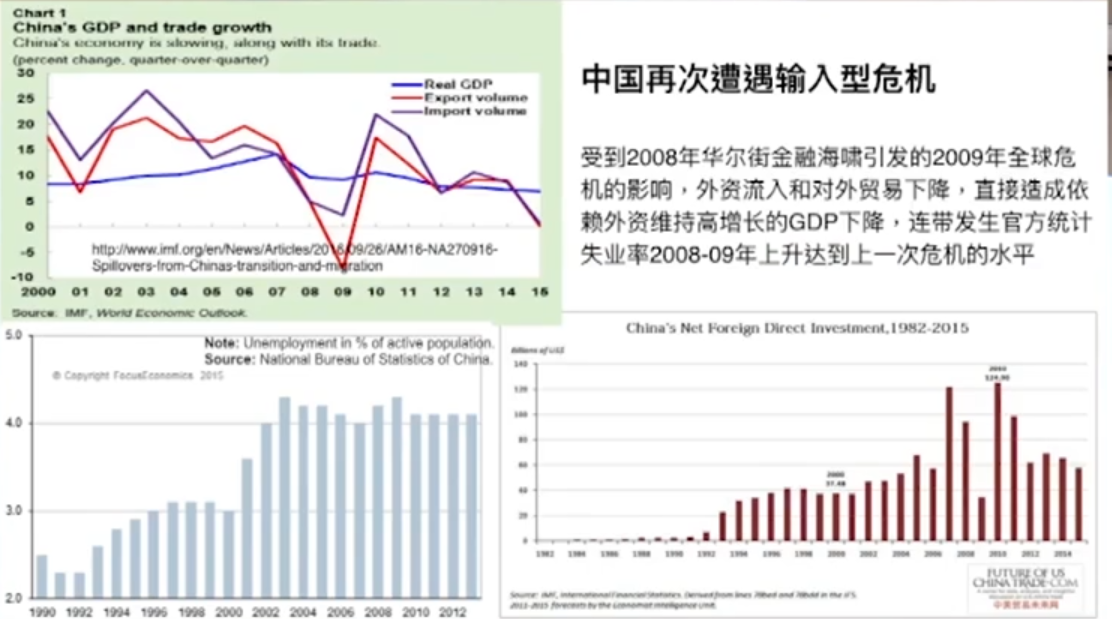 Chart 1
China's GDP and trade growth
China's economy is slowing, along with its trade.
(percent change, quarter-over-quarter)
30
25
20
15
10
5
0
-5
-10
Real GDP
Export volume
Import volume
http://www.imf.org/en/News/Articles/2016/09/26/AM16-NA270916-
Spillovers-from-Chinas-transition-and-migration
2000 01 02 03 04 05 06 07 08 09 10 11 12 13 14 15
Source: IMF, World Economic Outlook.
中国再次遭遇输入型危机
受到2008年华尔街金融海啸引发的2009年全球危
机的影响，外资流入和对外贸易下降，直接造成依
赖外资维持高增长的GDP下降，连带发生官方统计
失业率2008-09年上升达到上一次危机的水平
5.0
4.0
3.0
2.0
Note: Unemployment in % of active population.
Source: National Bureau of Statistics of China.
© Copyright FocusEconomics 2015
1990 1992 1994 1996 1998 2000 2002 2004 2006 2008 2010 2012
China's Net Foreign Direct Investment,1982-2015
Billions of US$
140
120
100
80
60
40
20
0
2000
37.48
1982 1984 1986 1988 1990 1992 1994 1996 1998 2000 2002 2004 2006 2008 2010 2012 2014
FUTURE OF US
CHINA TRADE.COM
中美贸易未来网
Source: IMF, International Financial Statistics. Derived from lines 78bed and 78bdd in the IFS.
2011-2015 forecasts by the Economist Intelligence Unit.